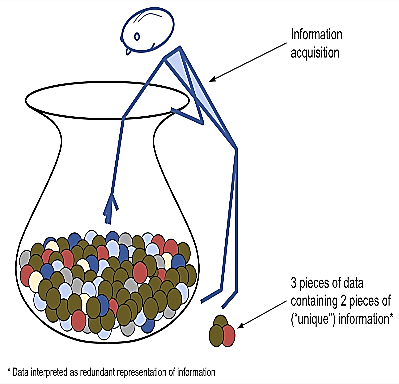 Information
acquisition
3 pieces of data
containing 2 pieces of
("unique") information*
* Data interpreted as redundant representation of information